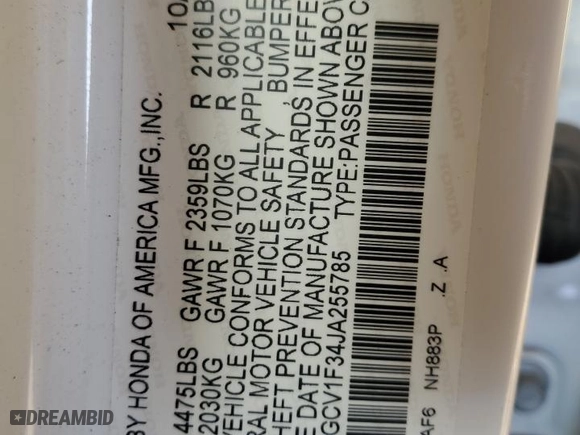 10
BY HONDA OF AMERICA MFG., INC.
4475LBS GAWR F 2359LBS R 2116LB
2030KG GAWR F 1070KG R 960KG
VEHICLE CONFORMS TO ALL APPLICABLE
RAL MOTOR VEHICLE SAFETY BUMPER
HEFT PREVENTION STANDARDS, IN EFFE
E DATE OF MANUFACTURE SHOWN ABOV
GCV1F34JA255785 TYPE:PASSENGER C
AF6 NH883P .Z .A
HONDA
DREAMBID